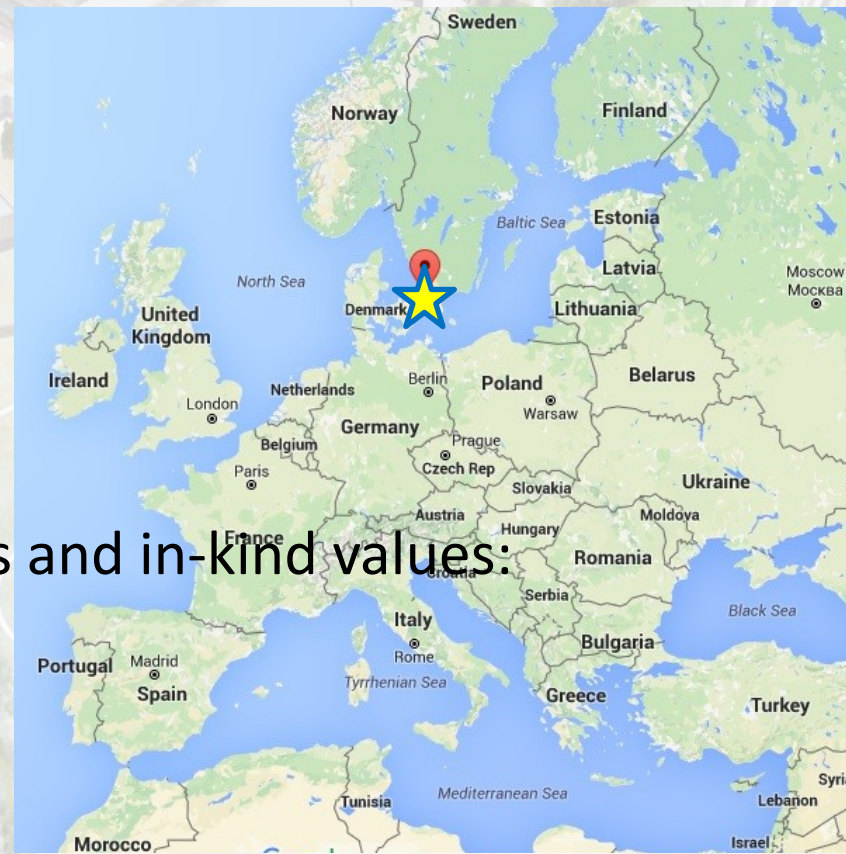 Sweden
Norway
Finland
Baltic Sea
Estonia
North Sea
Latvia
Moscow
Москва
Denmark
Lithuania
United
Kingdom
Ireland
Netherlands
Berlin
Poland
Belarus
London
Warsaw
Germany
Belgium
Prague
Paris
Czech Rep
Ukraine
Slovakia
Austria
Moldova
Hungary
France
s and in-kind values:
Romania
Croatia
Serbia
Black Sea
Italy
Bulgaria
Rome
Portugal
Madrid
Tyrrhenian Sea
Spain
Greece
Turkey
Syri
Mediterranean Sea
Tunisia
Lebanon
Morocco
Israel